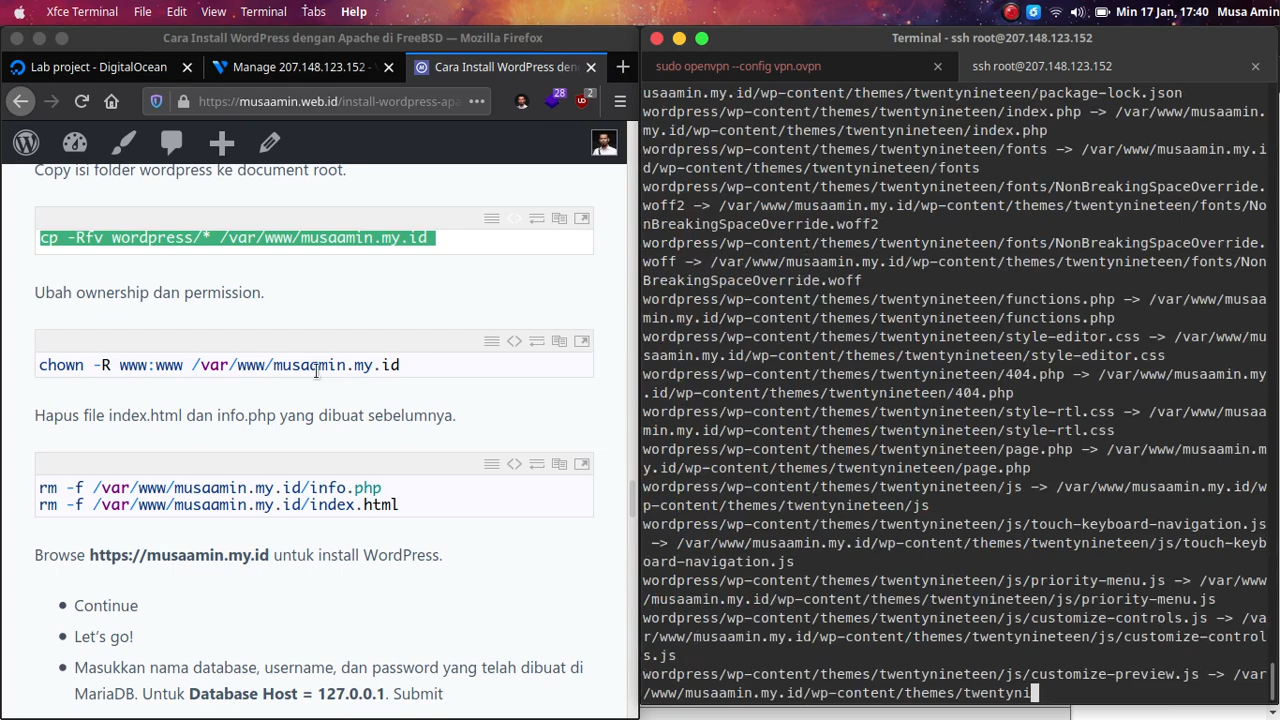 Xfce Terminal File Edit View Terminal Tabs Help Min 17 Jan, 17:40 Musa Amin
Cara Install WordPress dengan Apache di FreeBSD — Mozilla Firefox
Lab project - DigitalOcean Manage 207.148.123.152 - Cara Install WordPress den
https://musaamin.web.id/install-wordpress-apa 28 2
Copy isi folder wordpress ke document root.
cp -Rfv wordpress/* /var/www/musaamin.my.id
Ubah ownership dan permission.
chown -R www:www /var/www/musaamin.my.id
Hapus file index.html dan info.php yang dibuat sebelumnya.
rm -f /var/www/musaamin.my.id/info.php
rm -f /var/www/musaamin.my.id/index.html
Browse https://musaamin.my.id untuk install WordPress.
Continue
Let's go!
Masukkan nama database, username, dan password yang telah dibuat di
MariaDB. Untuk Database Host = 127.0.0.1. Submit
Terminal - ssh root@207.148.123.152
sudo openvpn --config vpn.ovpn ssh root@207.148.123.152
usaamin.my.id/wp-content/themes/twentynineteen/package-lock.json
wordpress/wp-content/themes/twentynineteen/index.php -> /var/www/musaamin.
my.id/wp-content/themes/twentynineteen/index.php
wordpress/wp-content/themes/twentynineteen/fonts -> /var/www/musaamin.my.i
d/wp-content/themes/twentynineteen/fonts
wordpress/wp-content/themes/twentynineteen/fonts/NonBreakingSpaceOverride.
woff2 -> /var/www/musaamin.my.id/wp-content/themes/twentynineteen/fonts/No
nBreakingSpaceOverride.woff2
wordpress/wp-content/themes/twentynineteen/fonts/NonBreakingSpaceOverride.
woff -> /var/www/musaamin.my.id/wp-content/themes/twentynineteen/fonts/Non
BreakingSpaceOverride.woff
wordpress/wp-content/themes/twentynineteen/functions.php -> /var/www/musaa
min.my.id/wp-content/themes/twentynineteen/functions.php
wordpress/wp-content/themes/twentynineteen/style-editor.css -> /var/www/mu
saamin.my.id/wp-content/themes/twentynineteen/style-editor.css
wordpress/wp-content/themes/twentynineteen/404.php -> /var/www/musaamin.my
.id/wp-content/themes/twentynineteen/404.php
wordpress/wp-content/themes/twentynineteen/style-rtl.css -> /var/www/musaa
min.my.id/wp-content/themes/twentynineteen/style-rtl.css
wordpress/wp-content/themes/twentynineteen/page.php -> /var/www/musaamin.m
y.id/wp-content/themes/twentynineteen/page.php
wordpress/wp-content/themes/twentynineteen/js -> /var/www/musaamin.my.id/w
p-content/themes/twentynineteen/js
wordpress/wp-content/themes/twentynineteen/js/touch-keyboard-navigation.js
-> /var/www/musaamin.my.id/wp-content/themes/twentynineteen/js/touch-keyb
oard-navigation.js
wordpress/wp-content/themes/twentynineteen/js/priority-menu.js -> /var/www
/musaamin.my.id/wp-content/themes/twentynineteen/js/priority-menu.js
wordpress/wp-content/themes/twentynineteen/js/customize-controls.js -> /va
r/www/musaamin.my.id/wp-content/themes/twentynineteen/js/customize-control
s.js
wordpress/wp-content/themes/twentynineteen/js/customize-preview.js -> /var
/www/musaamin.my.id/wp-content/themes/twentyni